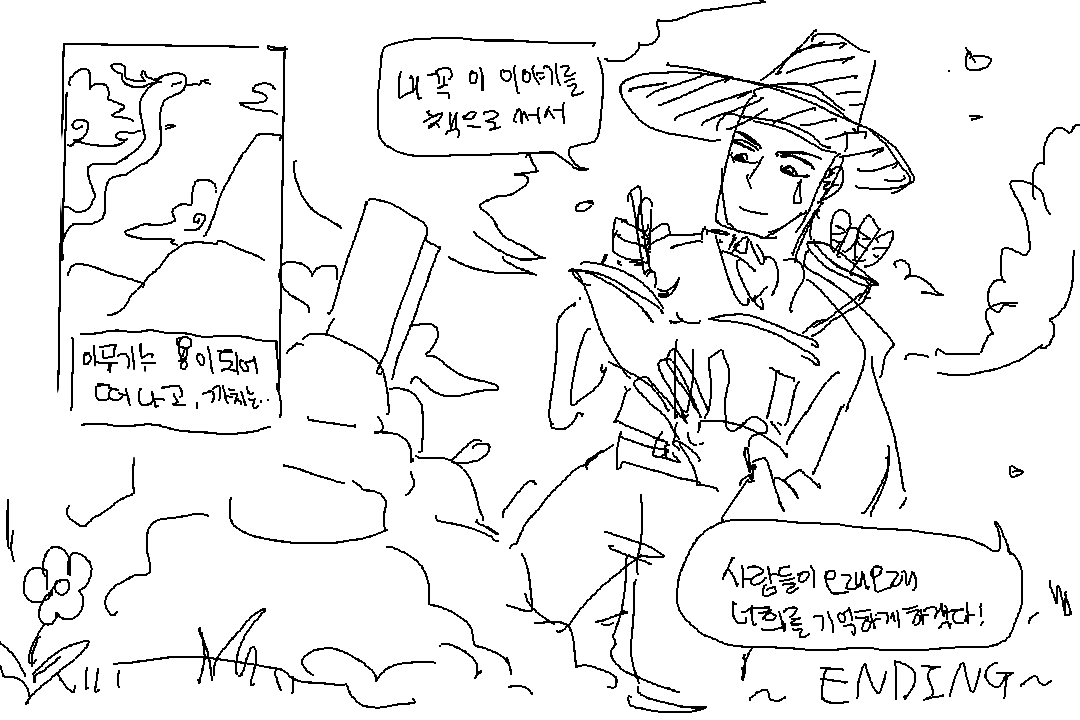 이무기는 용이 되어
떠나고, 까치는..
내 꼭 이 이야기를
책으로 써서
사람들이 오래오래
너희를 기억하게 하겠다!
~ ENDING ~